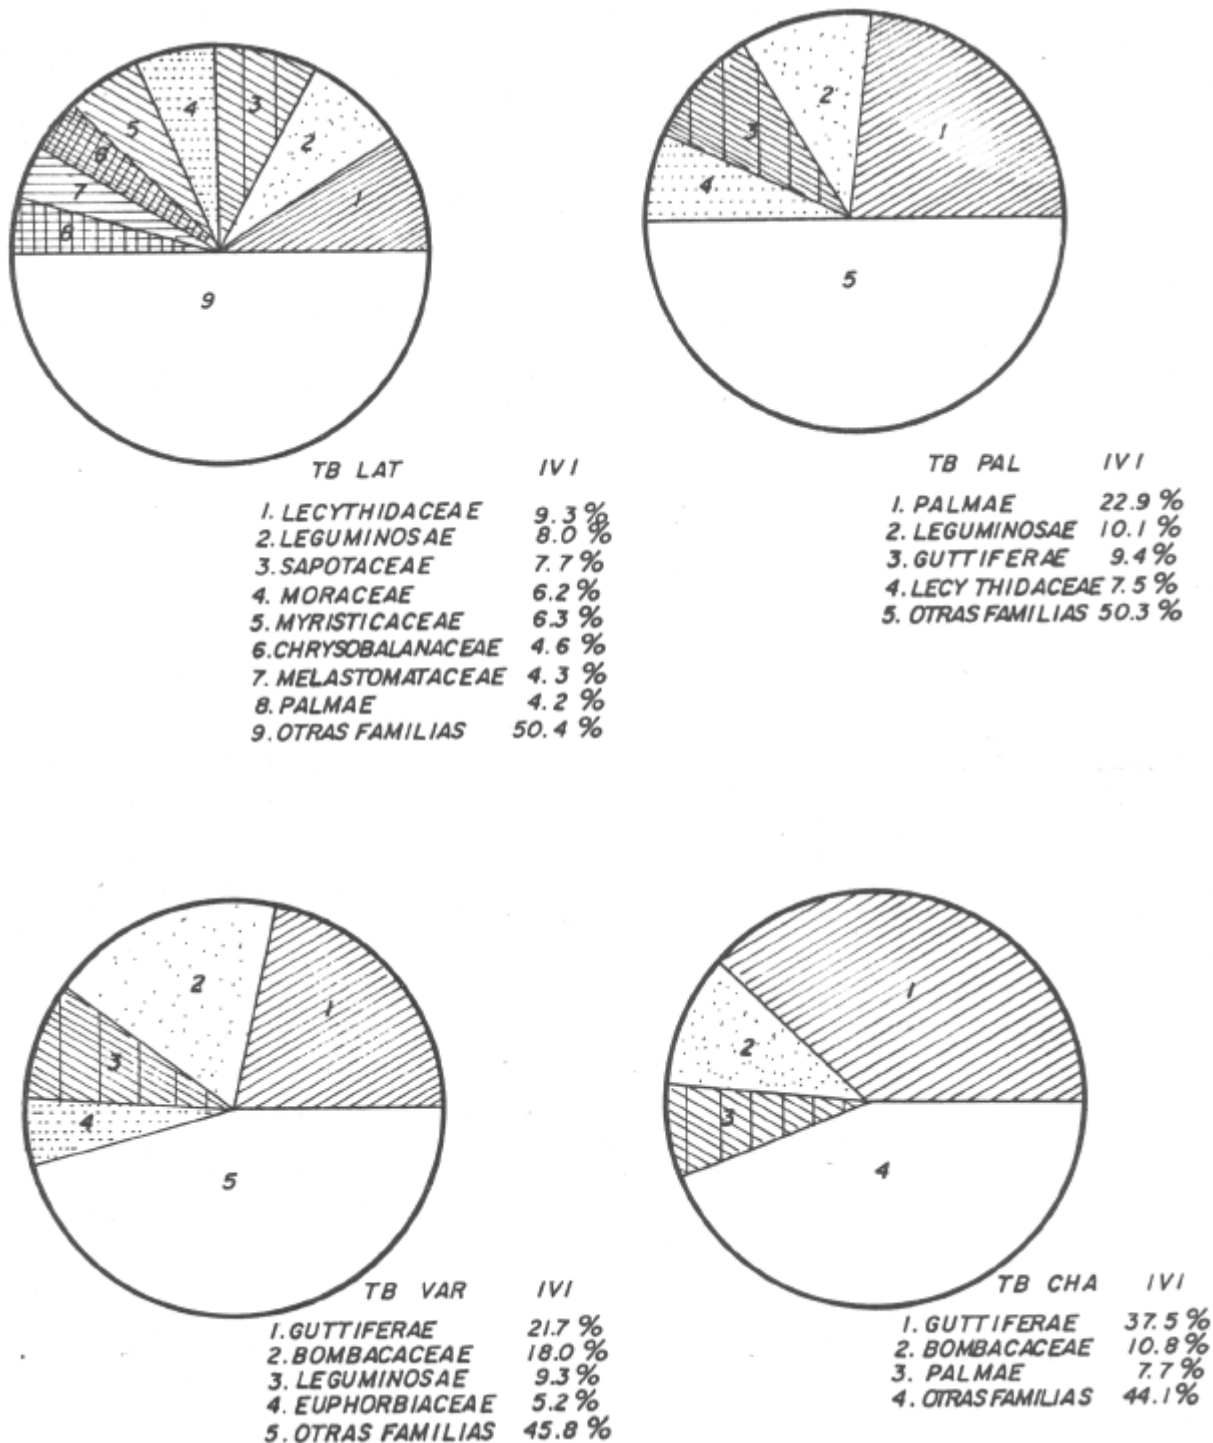 4
3
5
2
6
1
7
8
9
TB LAT IVI
1. LECYTHIDACEAE 9.3 %
2. LEGUMINOSAE 8.0 %
3. SAPOTACEAE 7.7 %
4. MORACEAE 6.2 %
5. MYRISTICACEAE 6.3 %
6. CHRYSOBALANACEAE 4.6 %
7. MELASTOMATACEAE 4.3 %
8. PALMAE 4.2 %
9. OTRAS FAMILIAS 50.4 %
2
1
3
4
5
TB PAL IVI
1. PALMAE 22.9 %
2. LEGUMINOSAE 10.1 %
3. GUTTIFERAE 9.4 %
4. LECY THIDACEAE 7.5 %
5. OTRAS FAMILIAS 50.3 %
2
1
3
4
5
TB VAR IVI
1. GUTTIFERAE 21.7 %
2. BOMBACACEAE 18.0 %
3. LEGUMINOSAE 9.3 %
4. EUPHORBIACEAE 5.2 %
5. OTRAS FAMILIAS 45.8 %
1
2
3
4
TB CHA IVI
1. GUTTIFERAE 37.5 %
2. BOMBACACEAE 10.8 %
3. PALMAE 7.7 %
4. OTRAS FAMILIAS 44.1 %